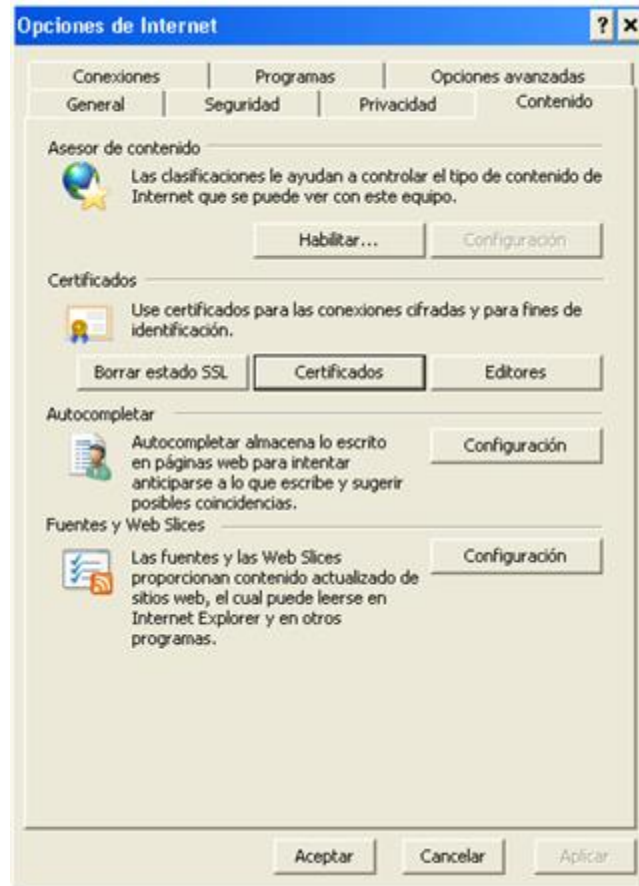 Opciones de Internet
Conexiones Programas Opciones avanzadas
General Seguridad Privacidad Contenido
Asesor de contenido
Las clasificaciones le ayudan a controlar el tipo de contenido de
Internet que se puede ver con este equipo.
Habilitar... Configuración
Certificados
Use certificados para las conexiones cifradas y para fines de
identificación.
Borrar estado SSL Certificados Editores
Autocompletar
Autocompletar almacena lo escrito
en páginas web para intentar
anticiparse a lo que escribe y sugerir
posibles coincidencias.
Configuración
Fuentes y Web Slices
Las fuentes y las Web Slices
proporcionan contenido actualizado de
sitios web, el cual puede leerse en
Internet Explorer y en otros
programas.
Configuración
Aceptar Cancelar Aplicar